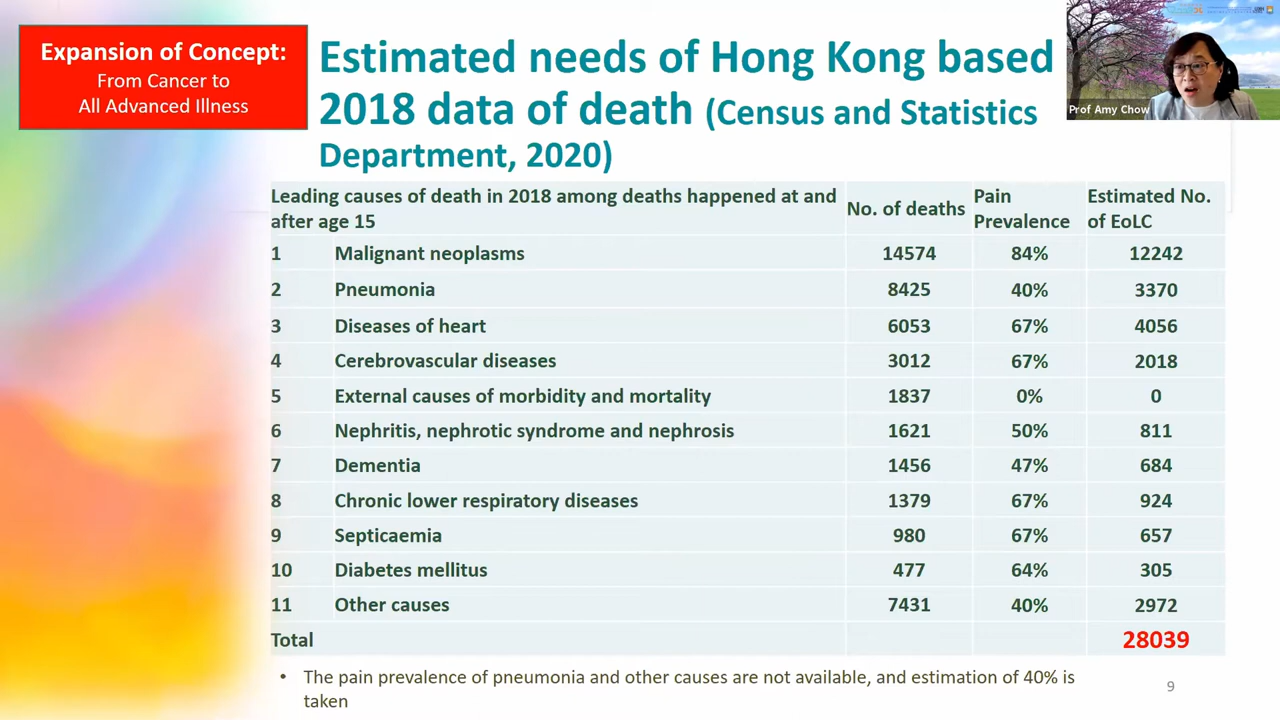 Expansion of Concept:
From Cancer to
All Advanced Illness
Estimated needs of Hong Kong based
2018 data of death (Census and Statistics
Department, 2020)
Prof Amy Chow
Leading causes of death in 2018 among deaths happened at and
after age 15
No. of deaths
Pain
Prevalence
Estimated No.
of EoLC
1 Malignant neoplasms 14574 84% 12242
2 Pneumonia 8425 40% 3370
3 Diseases of heart 6053 67% 4056
4 Cerebrovascular diseases 3012 67% 2018
5 External causes of morbidity and mortality 1837 0% 0
6 Nephritis, nephrotic syndrome and nephrosis 1621 50% 811
7 Dementia 1456 47% 684
8 Chronic lower respiratory diseases 1379 67% 924
9 Septicaemia 980 67% 657
10 Diabetes mellitus 477 64% 305
11 Other causes 7431 40% 2972
Total 28039
• The pain prevalence of pneumonia and other causes are not available, and estimation of 40% is
taken
9